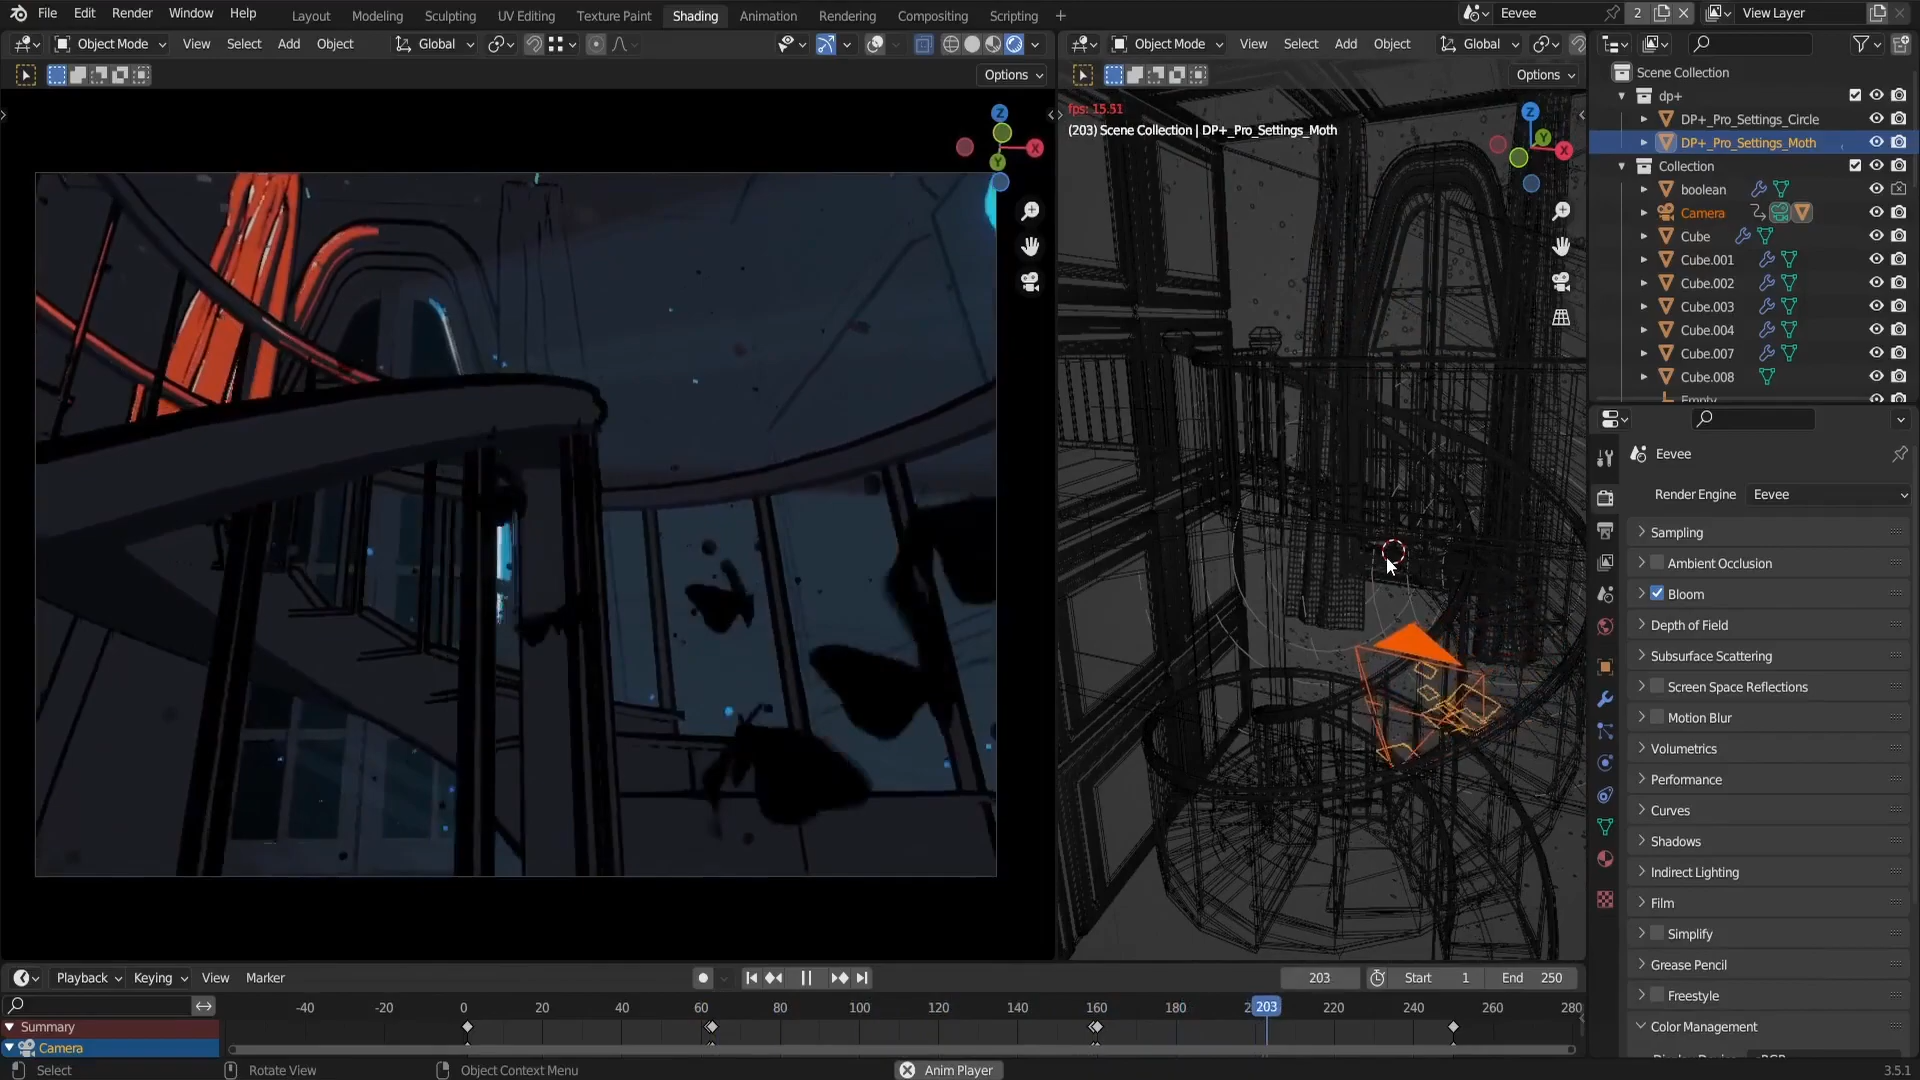 File Edit Render Window Help Layout Modeling Sculpting UV Editing Texture Paint Shading Animation Rendering Compositing Scripting + Eevee 2 View Layer
Object Mode View Select Add Object Global
Object Mode View Select Add Object Global
Options
Options
fps: 15.51
(203) Scene Collection | DP+_Pro_Settings_Moth
Z
X
Y
Z
Y
X
Scene Collection
dp+
DP+_Pro_Settings_Circle
DP+_Pro_Settings_Moth
Collection
boolean
Camera
Cube
Cube.001
Cube.002
Cube.003
Cube.004
Cube.007
Cube.008
Empty
Eevee
Render Engine Eevee
Sampling
Ambient Occlusion
Bloom
Depth of Field
Subsurface Scattering
Screen Space Reflections
Motion Blur
Volumetrics
Performance
Curves
Shadows
Indirect Lighting
Film
Simplify
Grease Pencil
Freestyle
Color Management
Playback Keying View Marker 203 Start 1 End 250
-40 -20 0 20 40 60 80 100 120 140 160 180 203 220 240 260 280
Summary
Camera
Select Rotate View Object Context Menu Anim Player 3.5.1